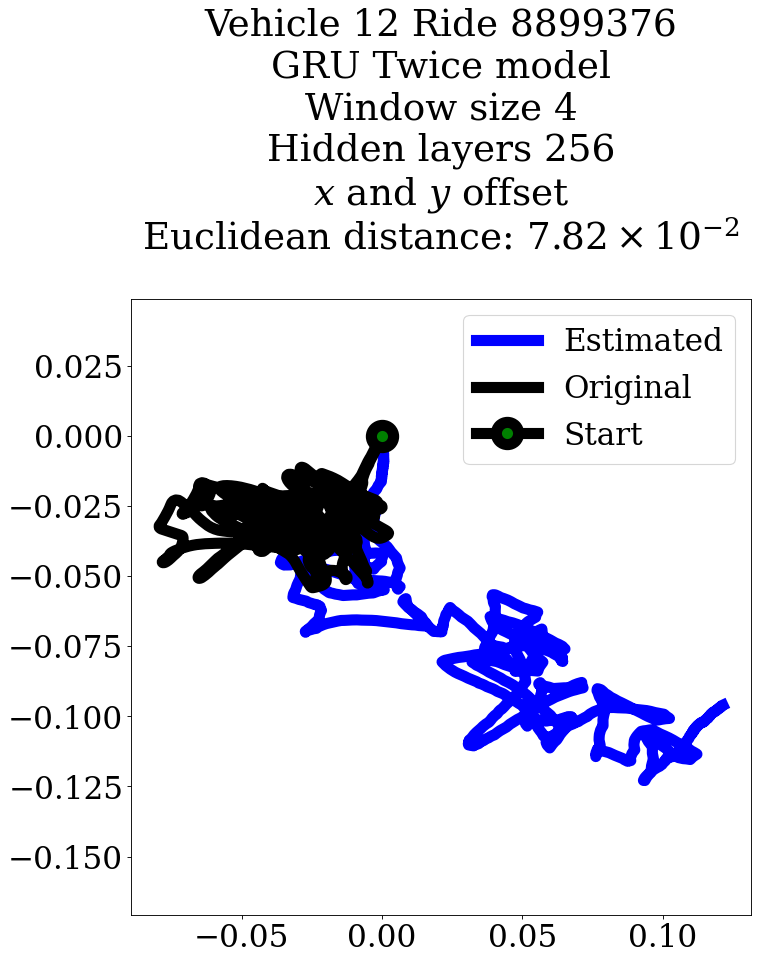 Vehicle 12 Ride 8899376
GRU Twice model
Window size 4
Hidden layers 256
x and y offset
Euclidean distance: 7.82 × 10⁻²
Estimated
Original
Start
0.025
0.000
−0.025
−0.050
−0.075
−0.100
−0.125
−0.150
−0.05 0.00 0.05 0.10